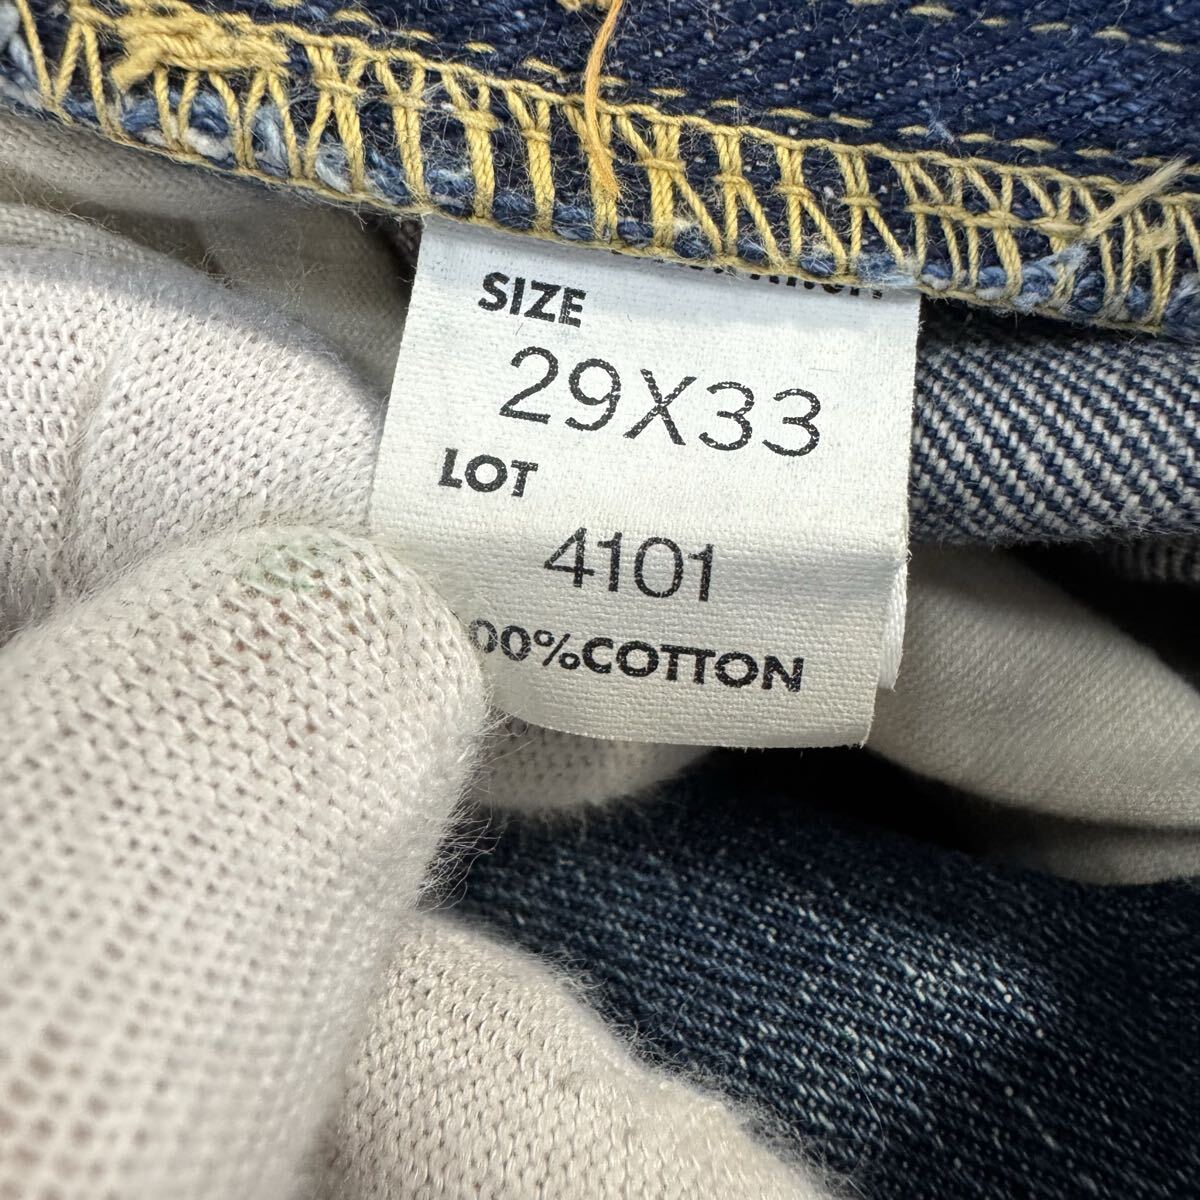 SIZE
29X33
LOT
4101
00%COTTON